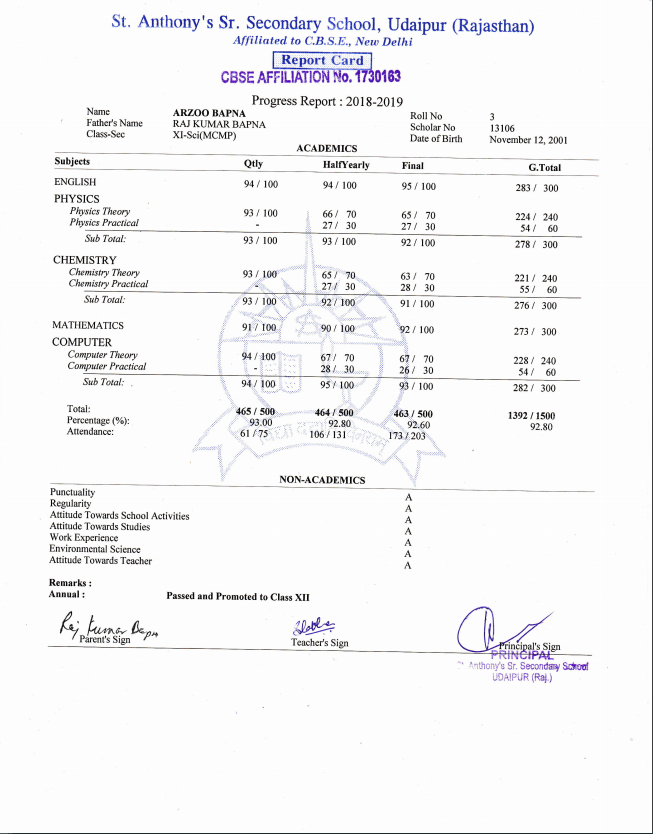 St. Anthony's Sr. Secondary School, Udaipur (Rajasthan)
Affiliated to C.B.S.E., New Delhi
Report Card
CBSE AFFILIATION No. 1730163
Progress Report : 2018-2019
Name ARZOO BAPNA Roll No 3
Father's Name RAJ KUMAR BAPNA Scholar No 13106
Class-Sec XI-Sci(MCMP) Date of Birth November 12, 2001
ACADEMICS
Subjects Qtly HalfYearly Final G.Total
ENGLISH 94 / 100 94 / 100 95 / 100 283 / 300
PHYSICS
Physics Theory 93 / 100 66 / 70 65 / 70 224 / 240
Physics Practical - 27 / 30 27 / 30 54 / 60
Sub Total: 93 / 100 93 / 100 92 / 100 278 / 300
CHEMISTRY
Chemistry Theory 93 / 100 65 / 70 63 / 70 221 / 240
Chemistry Practical - 27 / 30 28 / 30 55 / 60
Sub Total: 93 / 100 92 / 100 91 / 100 276 / 300
MATHEMATICS 91 / 100 90 / 100 92 / 100 273 / 300
COMPUTER
Computer Theory 94 / 100 67 / 70 67 / 70 228 / 240
Computer Practical - 28 / 30 26 / 30 54 / 60
Sub Total: 94 / 100 95 / 100 93 / 100 282 / 300
Total: 465 / 500 464 / 500 463 / 500 1392 / 1500
Percentage (%): 93.00 92.80 92.60 92.80
Attendance: 61 / 75 106 / 131 173 / 203
NON-ACADEMICS
Punctuality A
Regularity A
Attitude Towards School Activities A
Attitude Towards Studies A
Work Experience A
Environmental Science A
Attitude Towards Teacher A
Remarks :
Annual : Passed and Promoted to Class XII
Raj Kumar Bapna
Parent's Sign Teacher's Sign Principal's Sign
PRINCIPAL
St. Anthony's Sr. Secondary School
UDAIPUR (Raj.)